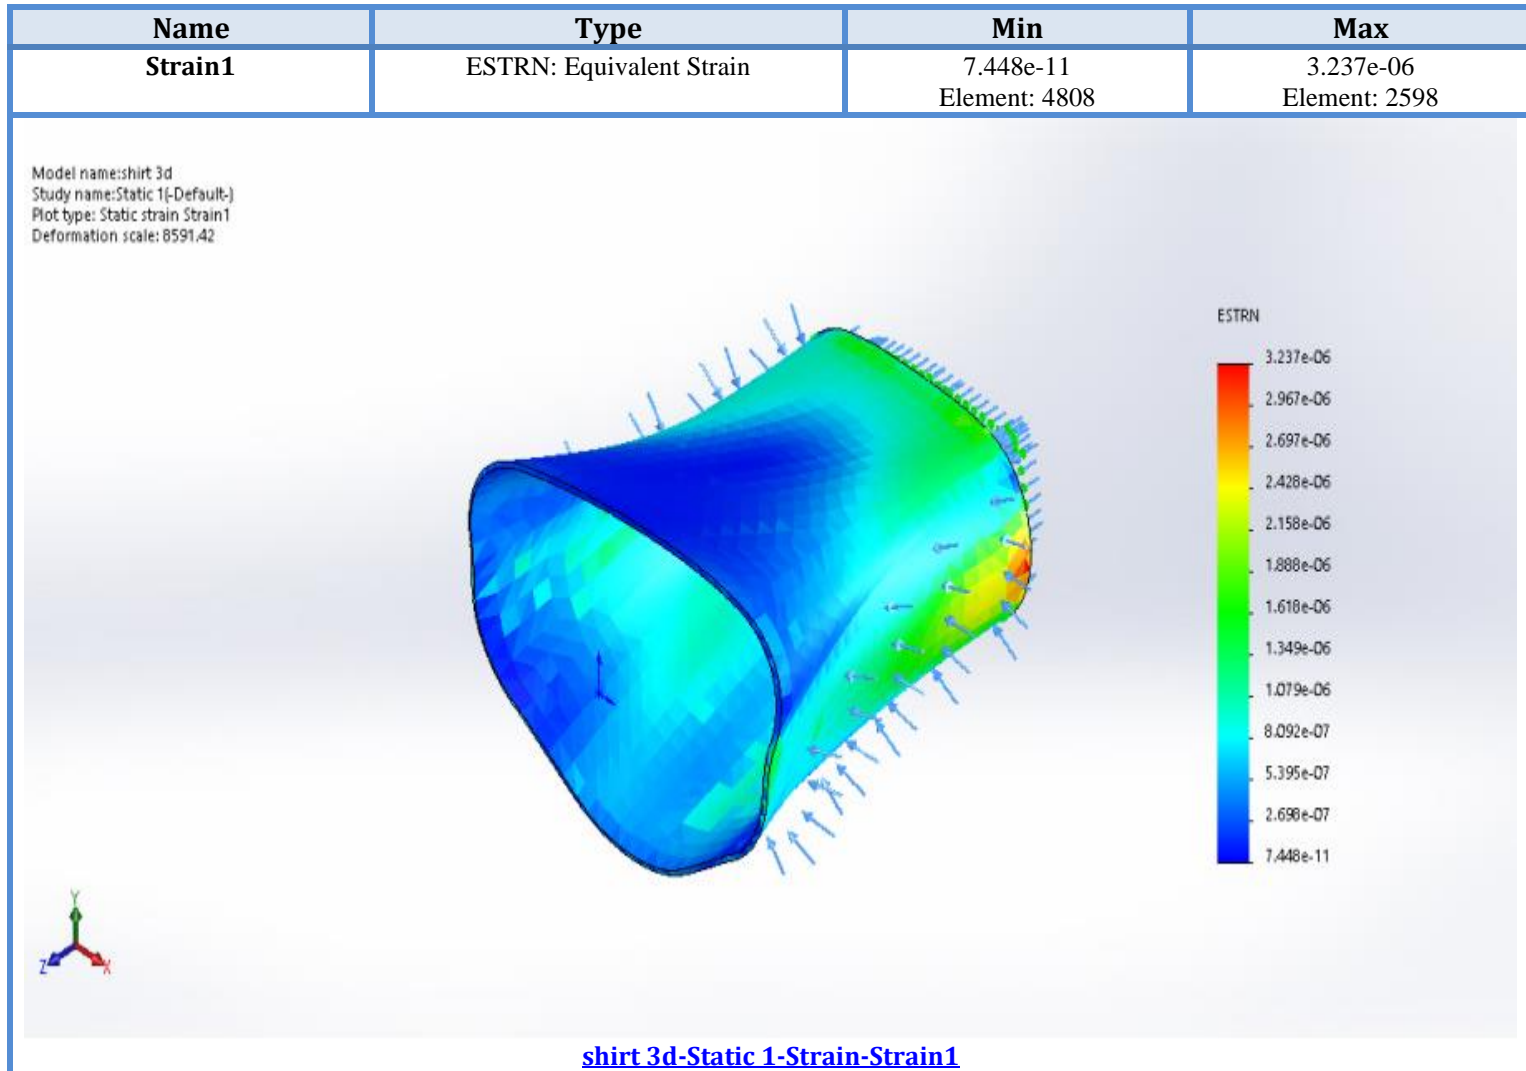 Name Type Min Max
Strain1 ESTRN: Equivalent Strain 7.448e-11 3.237e-06
Element: 4808 Element: 2598
Model name:shirt 3d
Study name:Static 1(-Default-)
Plot type: Static strain Strain1
Deformation scale: 8591.42
ESTRN
3.237e-06
2.967e-06
2.697e-06
2.428e-06
2.158e-06
1.888e-06
1.618e-06
1.349e-06
1.079e-06
8.092e-07
5.395e-07
2.698e-07
7.448e-11
Y
Z X
shirt 3d-Static 1-Strain-Strain1